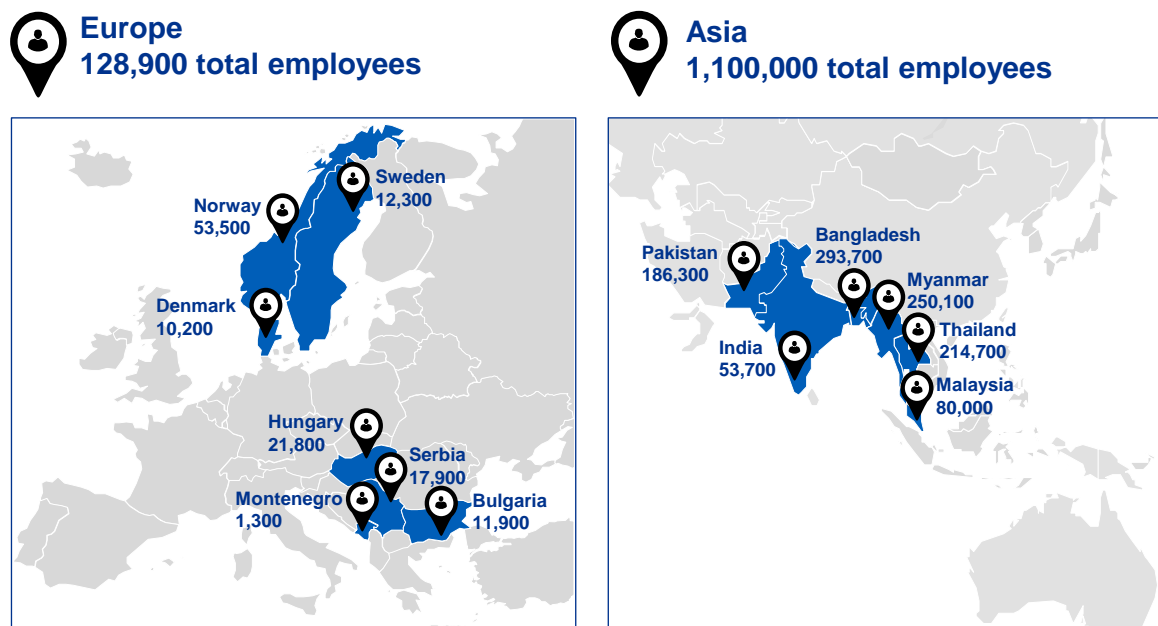 Europe
128,900 total employees
Asia
1,100,000 total employees
Sweden
12,300
Norway
53,500
Denmark
10,200
Hungary
21,800
Serbia
17,900
Montenegro
1,300
Bulgaria
11,900
Pakistan
186,300
Bangladesh
293,700
Myanmar
250,100
Thailand
214,700
India
53,700
Malaysia
80,000